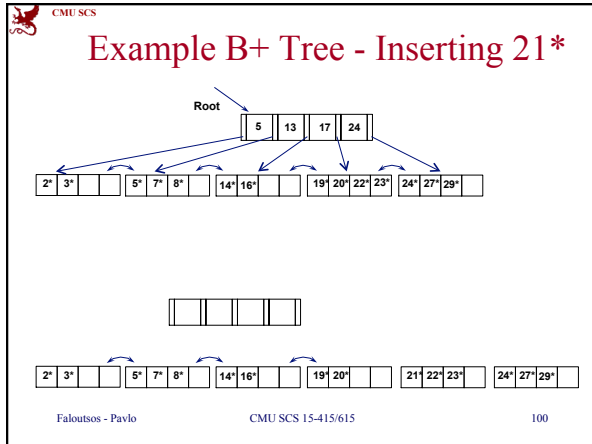 CMU SCS
Example B+ Tree - Inserting 21*
Root
5 13 17 24
2* 3* 5* 7* 8* 14* 16* 19* 20* 22* 23* 24* 27* 29*
2* 3* 5* 7* 8* 14* 16* 19* 20* 21* 22* 23* 24* 27* 29*
Faloutsos - Pavlo CMU SCS 15-415/615 100